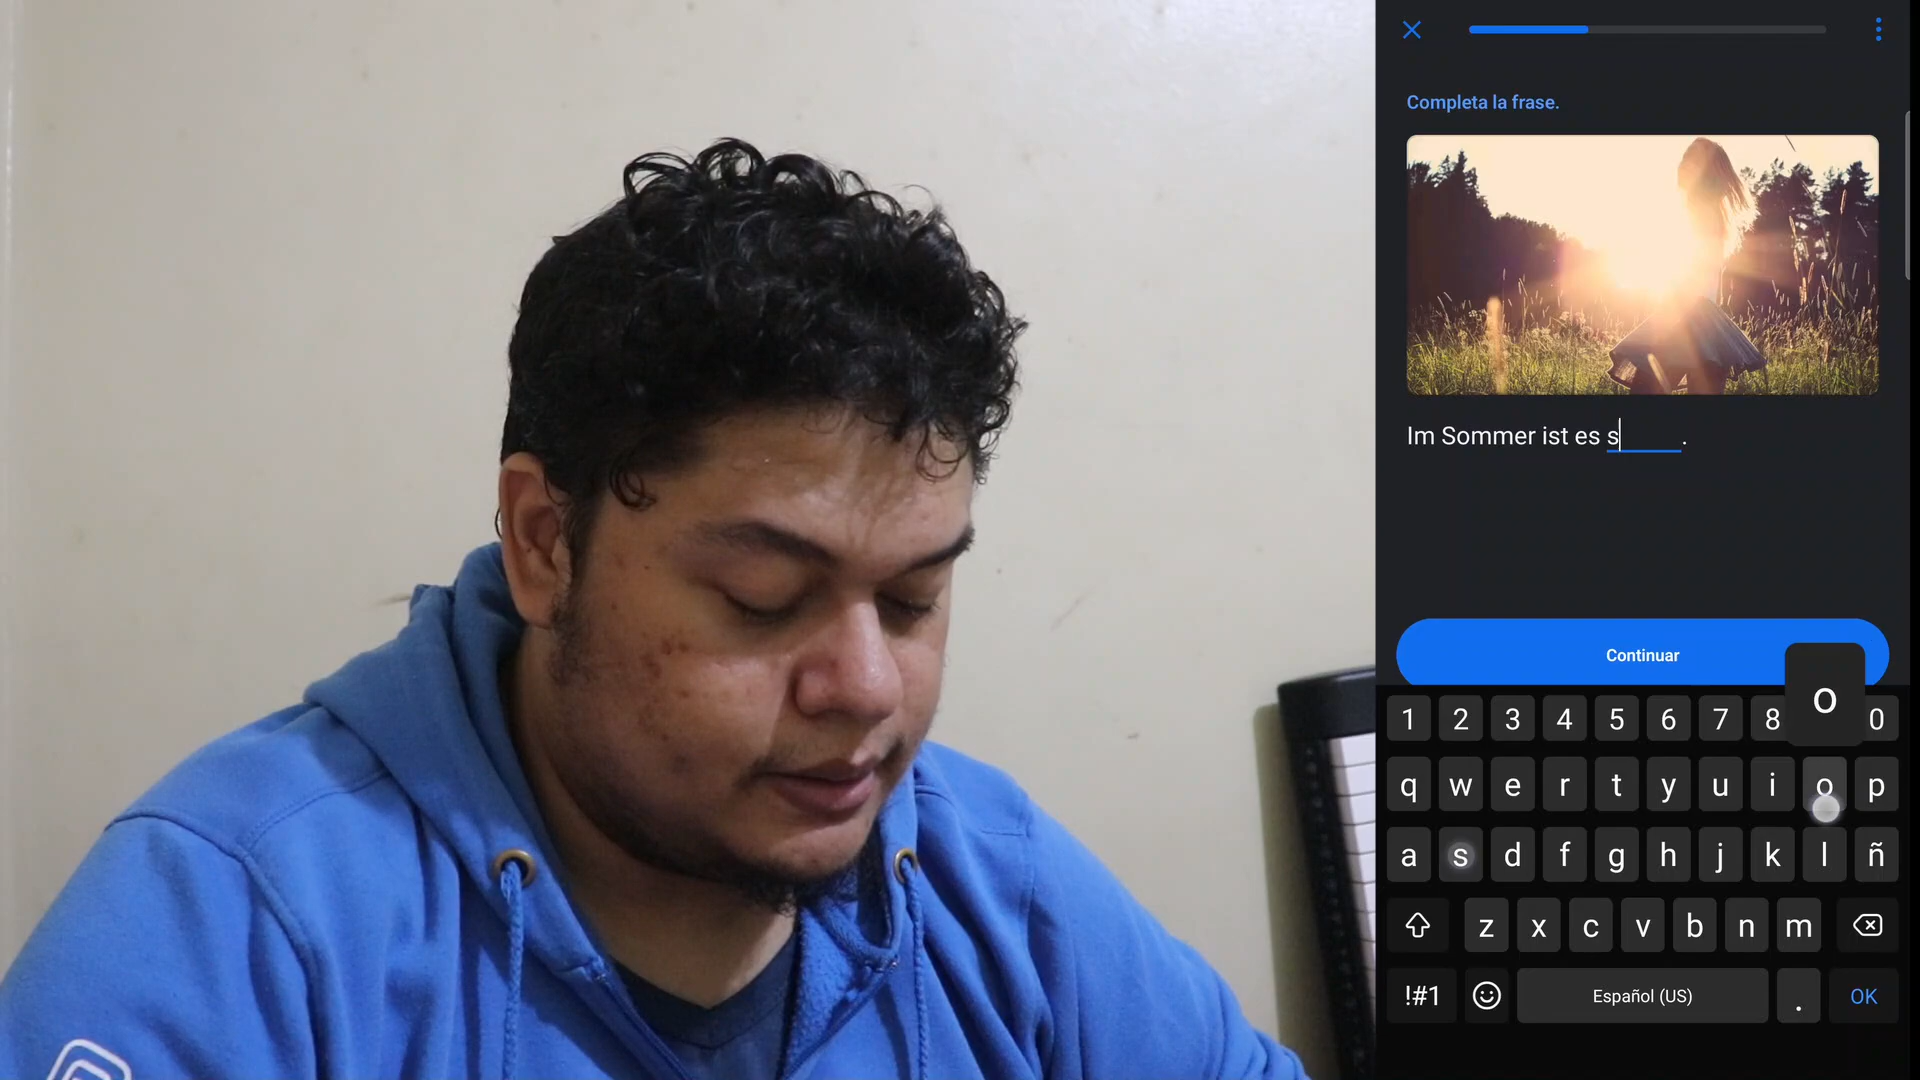 Completa la frase.
Im Sommer ist es s_____.
Continuar
o
1 2 3 4 5 6 7 8 0
q w e r t y u i o p
a s d f g h j k l ñ
z x c v b n m
!#1 Español (US) . OK